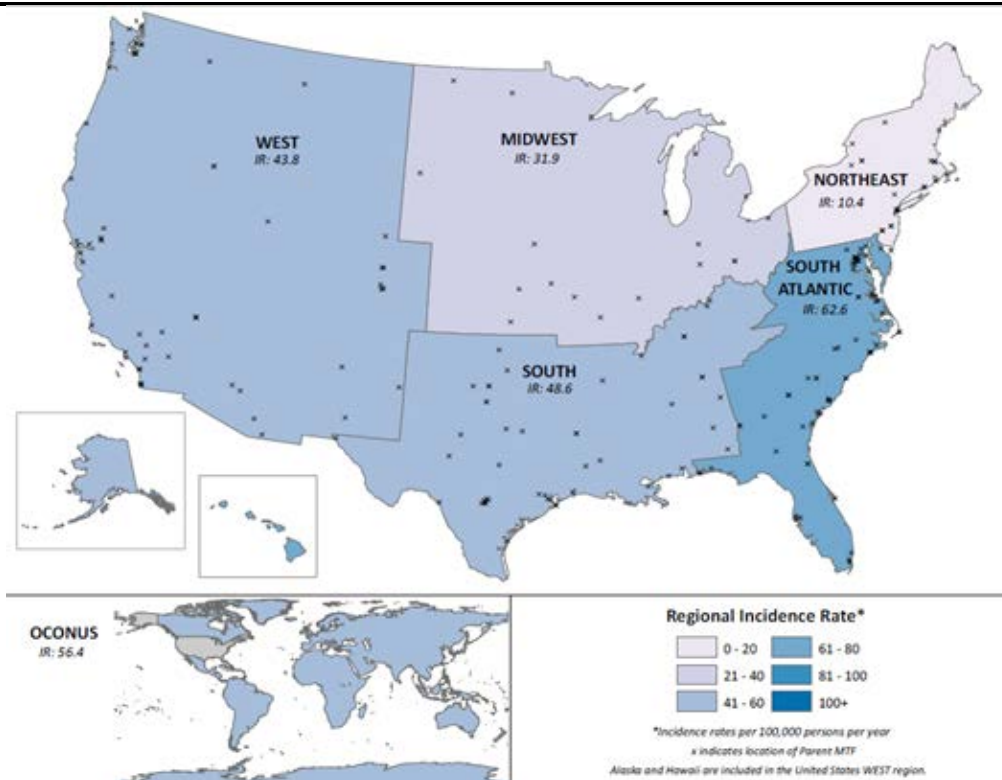 WEST
IR: 43.8
MIDWEST
IR: 31.9
NORTHEAST
IR: 10.4
SOUTH
ATLANTIC
IR: 62.6
SOUTH
IR: 48.6
OCONUS
IR: 56.4
Regional Incidence Rate*
0 - 20
61 - 80
21 - 40
81 - 100
41 - 60
100+
*Incidence rates per 100,000 persons per year
x indicates location of Parent MTF
Alaska and Hawaii are included in the United States WEST region.